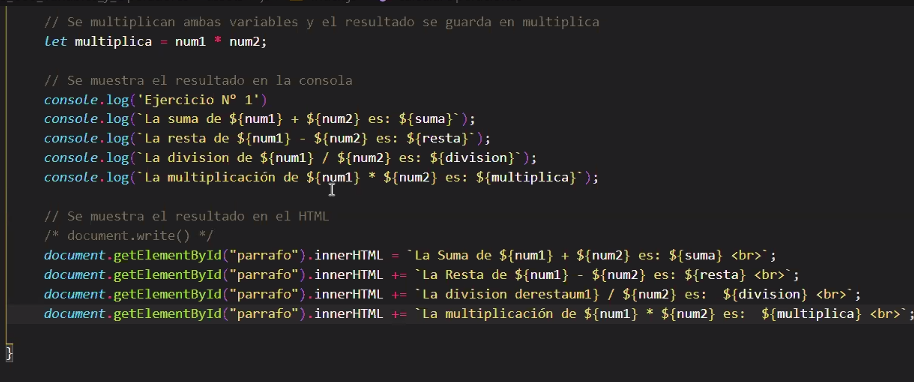 // Se multiplican ambas variables y el resultado se guarda en multiplica
let multiplica = num1 * num2;
// Se muestra el resultado en la consola
console.log('Ejercicio Nº 1')
console.log(`La suma de ${num1} + ${num2} es: ${suma}`);
console.log(`La resta de ${num1} - ${num2} es: ${resta}`);
console.log(`La division de ${num1} / ${num2} es: ${division}`);
console.log(`La multiplicación de ${num1} * ${num2} es: ${multiplica}`);
// Se muestra el resultado en el HTML
/* document.write() */
document.getElementById("parrafo").innerHTML = `La Suma de ${num1} + ${num2} es: ${suma} <br>`;
document.getElementById("parrafo").innerHTML += `La Resta de ${num1} - ${num2} es: ${resta} <br>`;
document.getElementById("parrafo").innerHTML += `La division derestaum1} / ${num2} es:  ${division} <br>`;
document.getElementById("parrafo").innerHTML += `La multiplicación de ${num1} * ${num2} es:  ${multiplica} <br>`;
}